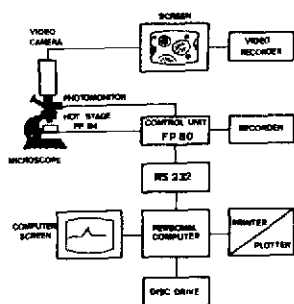 VIDEO
CAMERA
SCREEN
VIDEO
RECORDER
PHOTOMONITOR
HOT STAGE
FP 84
CONTROL UNIT
FP 80
RECORDER
MICROSCOPE
RS 232
COMPUTER
SCREEN
PERSONAL
COMPUTER
PRINTER
PLOTTER
DISC DRIVE